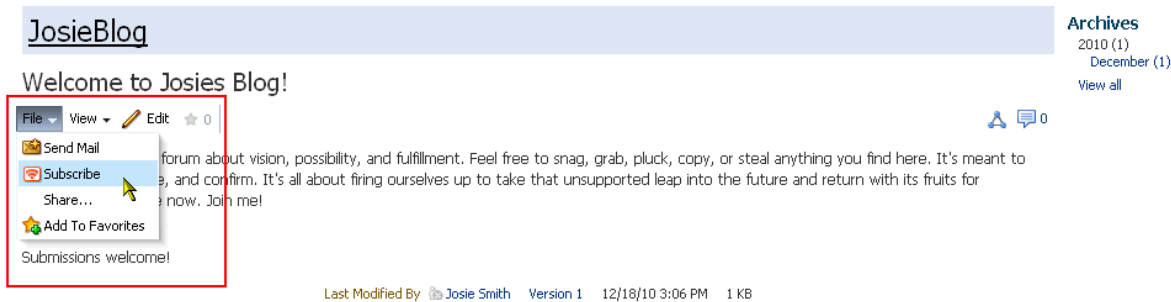 JosieBlog
Archives
2010 (1)
December (1)
View all
Welcome to Josies Blog!
File View Edit 0
0
Send Mail
Subscribe
Share...
Add To Favorites
forum about vision, possibility, and fulfillment. Feel free to snag, grab, pluck, copy, or steal anything you find here. It's meant to
, and confirm. It's all about firing ourselves up to take that unsupported leap into the future and return with its fruits for
now. Join me!
Submissions welcome!
Last Modified By Josie Smith Version 1 12/18/10 3:06 PM 1 KB